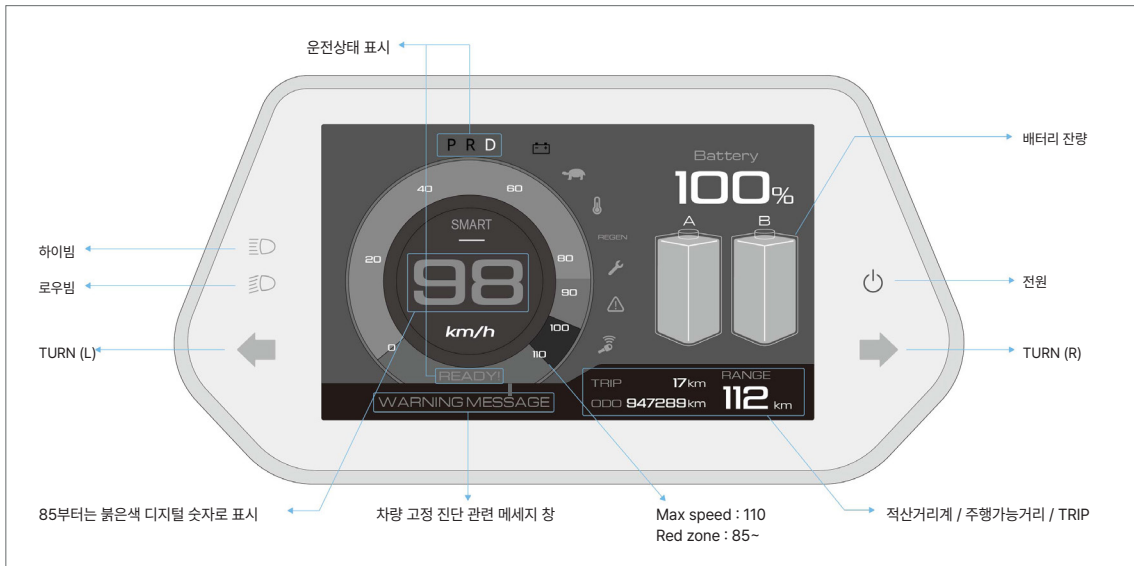 운전상태 표시
P R D
Battery
100%
A B
배터리 잔량
0
20
40
60
80
90
100
110
SMART
98
km/h
REGEN
READY!
WARNING MESSAGE
TRIP 17km
ODO 947289km
RANGE
112 km
하이빔
로우빔
TURN (L)
전원
TURN (R)
85부터는 붉은색 디지털 숫자로 표시
차량 고정 진단 관련 메세지 창
Max speed : 110
Red zone : 85~
적산거리계 / 주행가능거리 / TRIP